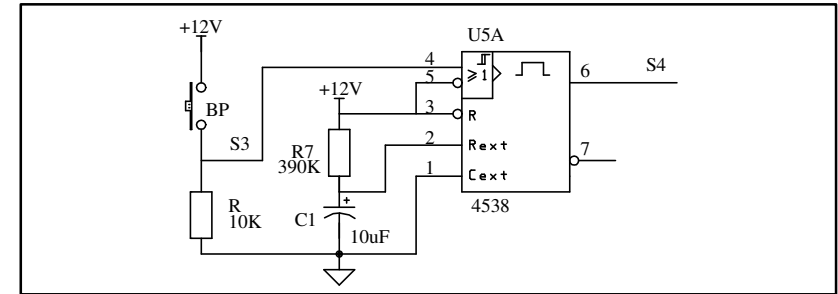 +12V
U5A
4
6
S4
≥1
5
+12V
BP
3
R
S3
R7
390K
2
Rext
7
1
Cext
R
10K
C1
+
10uF
4538